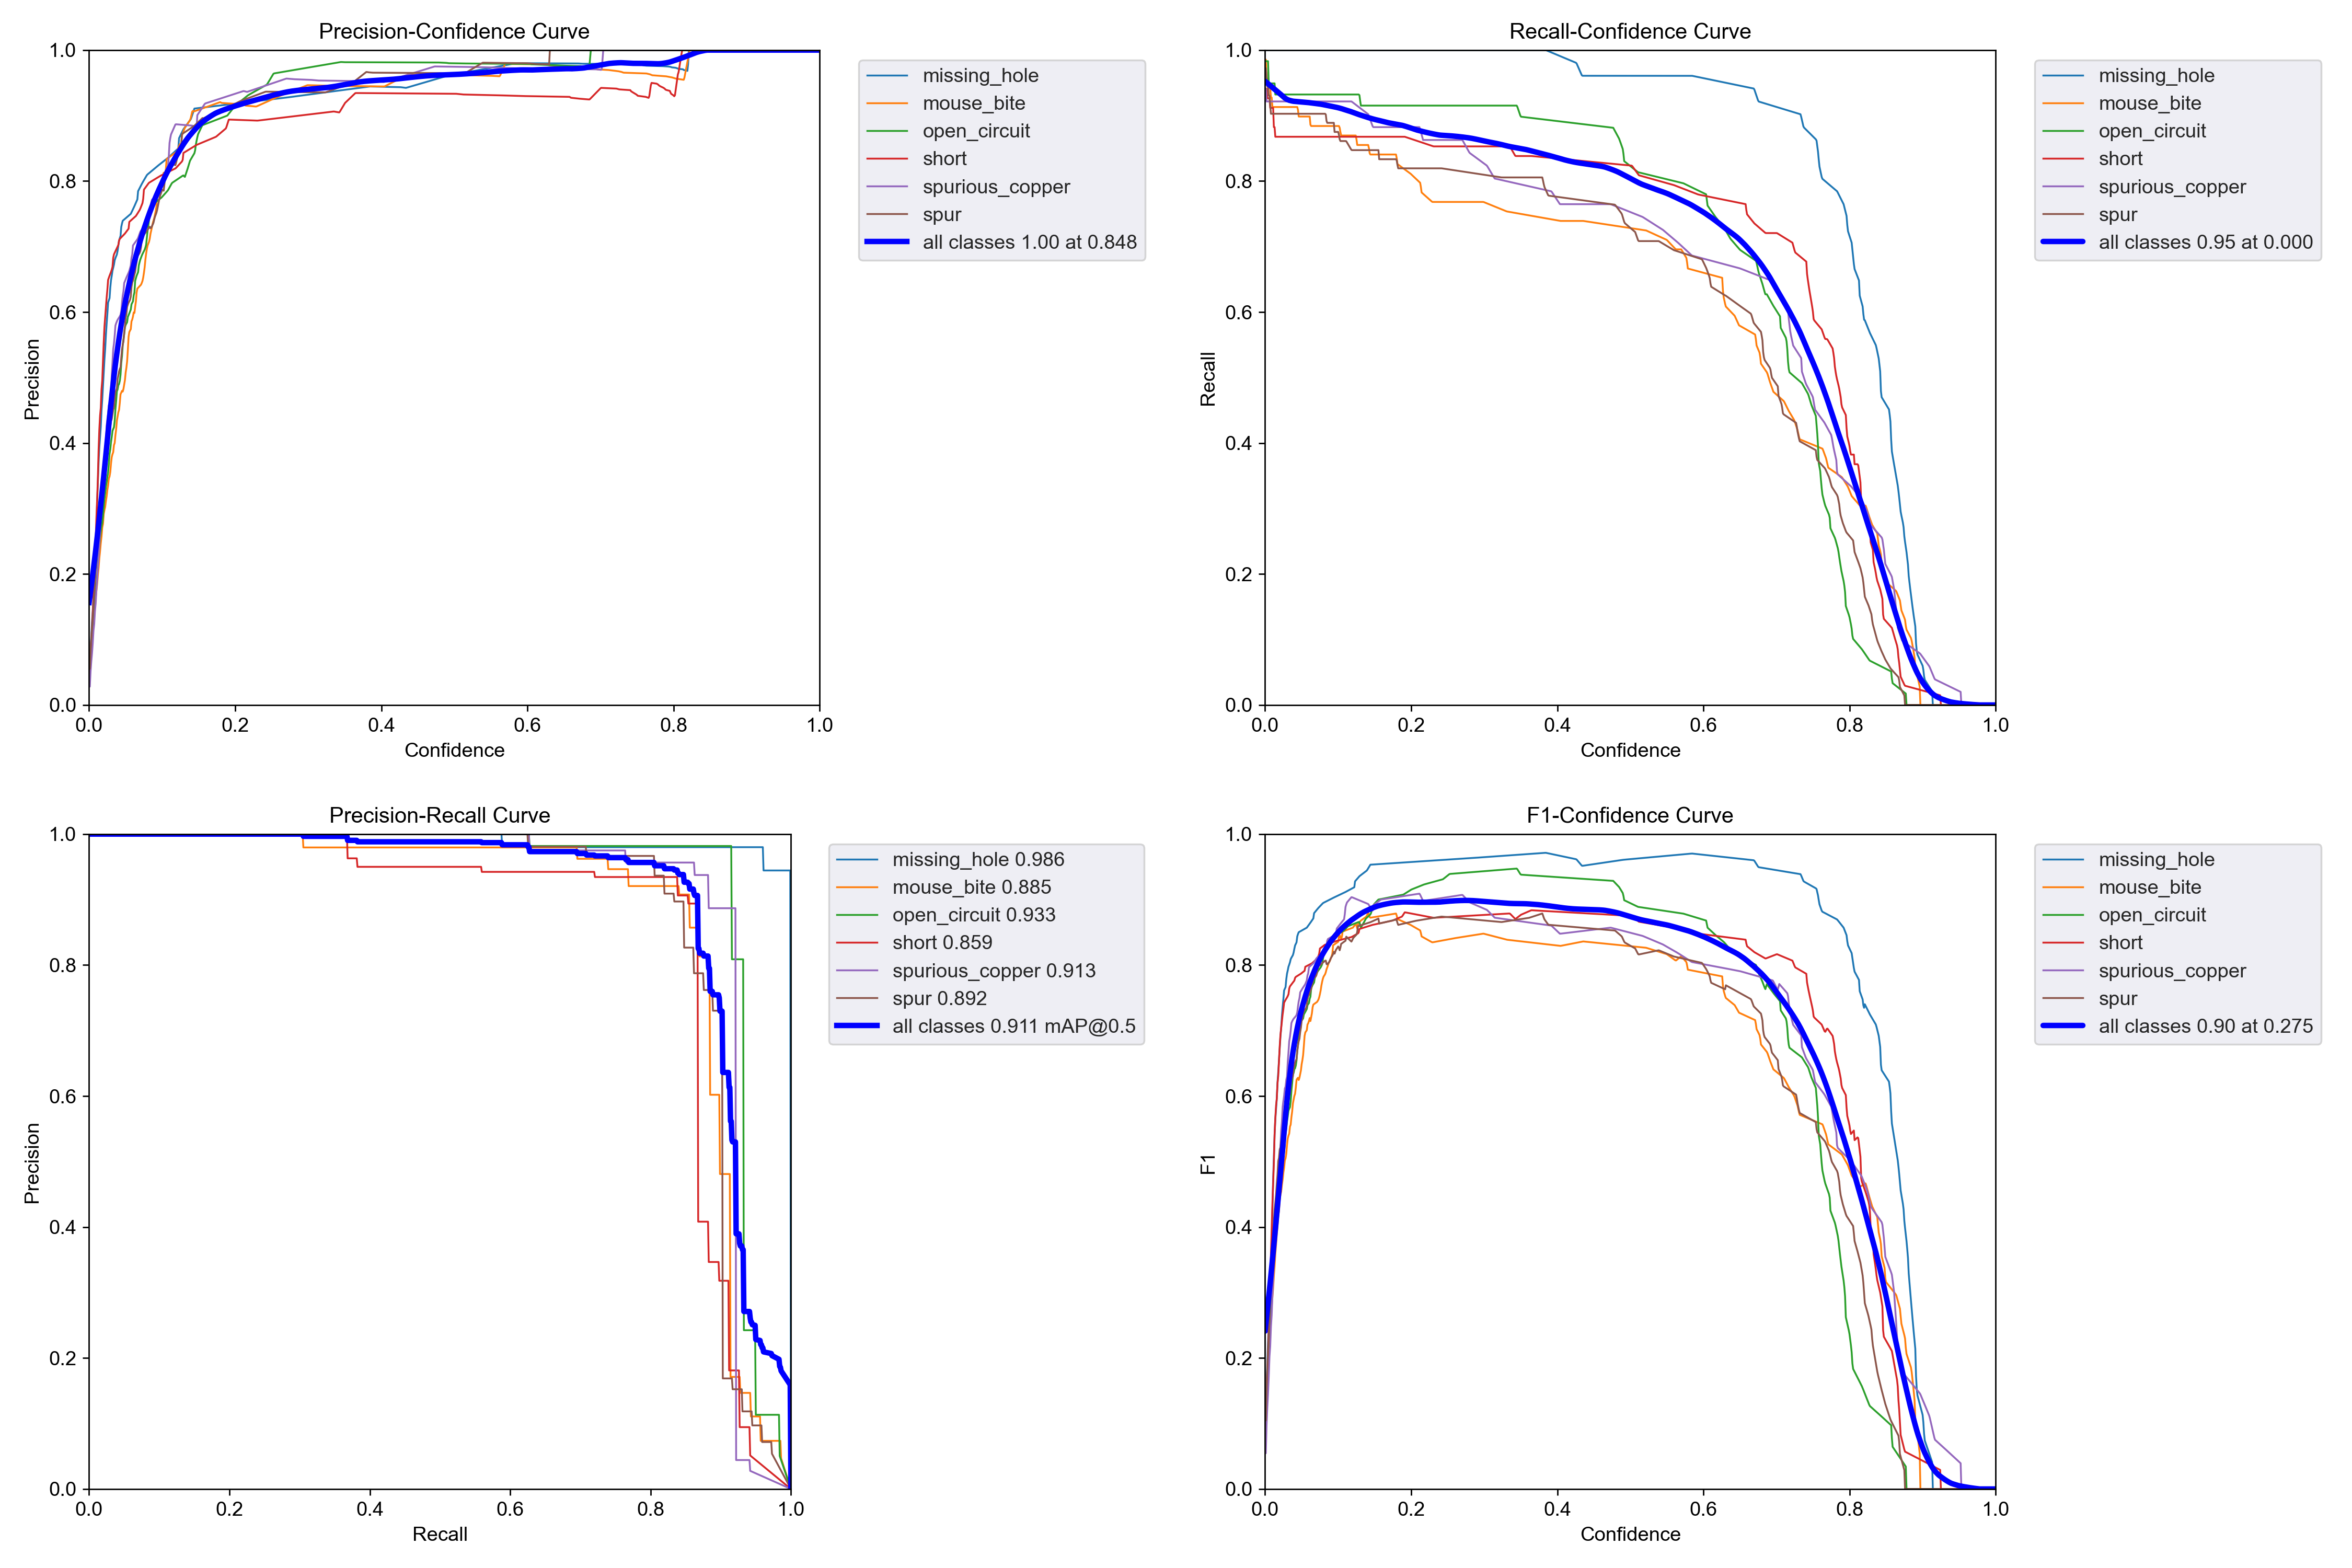 Precision-Confidence Curve
1.0
0.8
0.6
0.4
0.2
0.0
Precision
0.0 0.2 0.4 0.6 0.8 1.0
Confidence
missing_hole
mouse_bite
open_circuit
short
spurious_copper
spur
all classes 1.00 at 0.848
Recall-Confidence Curve
1.0
0.8
0.6
0.4
0.2
0.0
Recall
0.0 0.2 0.4 0.6 0.8 1.0
Confidence
missing_hole
mouse_bite
open_circuit
short
spurious_copper
spur
all classes 0.95 at 0.000
Precision-Recall Curve
1.0
0.8
0.6
0.4
0.2
0.0
Precision
0.0 0.2 0.4 0.6 0.8 1.0
Recall
missing_hole 0.986
mouse_bite 0.885
open_circuit 0.933
short 0.859
spurious_copper 0.913
spur 0.892
all classes 0.911 mAP@0.5
F1-Confidence Curve
1.0
0.8
0.6
0.4
0.2
0.0
F1
0.0 0.2 0.4 0.6 0.8 1.0
Confidence
missing_hole
mouse_bite
open_circuit
short
spurious_copper
spur
all classes 0.90 at 0.275